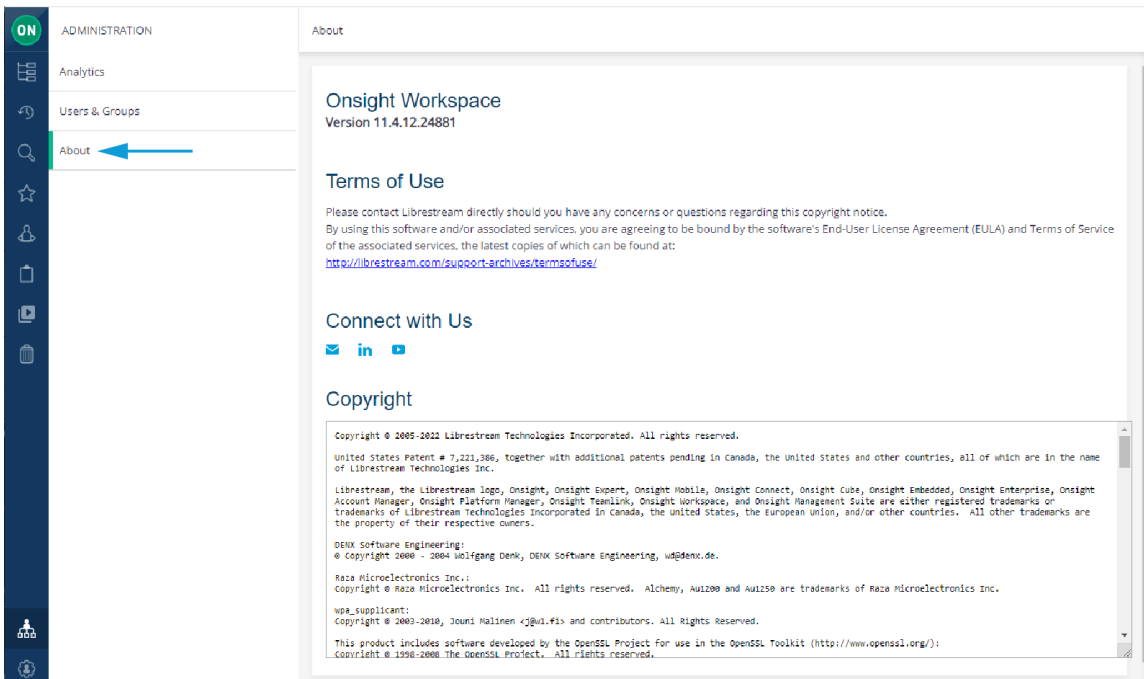 ON
ADMINISTRATION
About
Analytics
Users & Groups
About
Onsight Workspace
Version 11.4.12.24881
Terms of Use
Please contact Librestream directly should you have any concerns or questions regarding this copyright notice.
By using this software and/or associated services, you are agreeing to be bound by the software's End-User License Agreement (EULA) and Terms of Service
of the associated services, the latest copies of which can be found at:
http://librestream.com/support-archives/termsofuse/
Connect with Us
in
Copyright
Copyright © 2005-2022 Librestream Technologies Incorporated. All rights reserved.
United States Patent # 7,221,386, together with additional patents pending in Canada, the United States and other countries, all of which are in the name
of Librestream Technologies Inc.
Librestream, the Librestream logo, Onsight, Onsight Expert, Onsight Mobile, Onsight Connect, Onsight Cube, Onsight Embedded, Onsight Enterprise, Onsight
Account Manager, Onsight Platform Manager, Onsight Teamlink, Onsight Workspace, and Onsight Management Suite are either registered trademarks or
trademarks of Librestream Technologies Incorporated in Canada, the United States, the European Union, and/or other countries. All other trademarks are
the property of their respective owners.
DENX Software Engineering:
© Copyright 2000 - 2004 Wolfgang Denk, DENX Software Engineering, wd@denx.de.
Raza Microelectronics Inc.:
Copyright © Raza Microelectronics Inc. All rights reserved. Alchemy, Au1200 and Au1250 are trademarks of Raza Microelectronics Inc.
wpa_supplicant:
Copyright © 2003-2010, Jouni Malinen <j@w1.fi> and contributors. All Rights Reserved.
This product includes software developed by the OpenSSL Project for use in the OpenSSL Toolkit (http://www.openssl.org/):
Copyright © 1998-2008 The OpenSSL Project. All rights reserved.